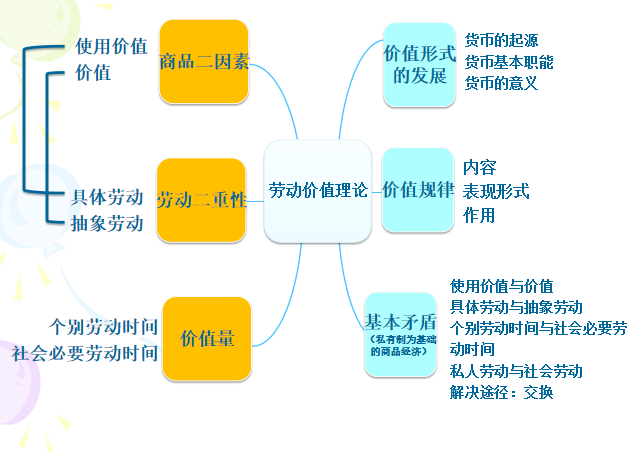 使用价值
价值
商品二因素
具体劳动
抽象劳动
劳动二重性
个别劳动时间
社会必要劳动时间
价值量
劳动价值理论
价值形式
的发展
货币的起源
货币基本职能
货币的意义
价值规律
内容
表现形式
作用
基本矛盾
（私有制为基础
的商品经济）
使用价值与价值
具体劳动与抽象劳动
个别劳动时间与社会必要劳
动时间
私人劳动与社会劳动
解决途径：交换